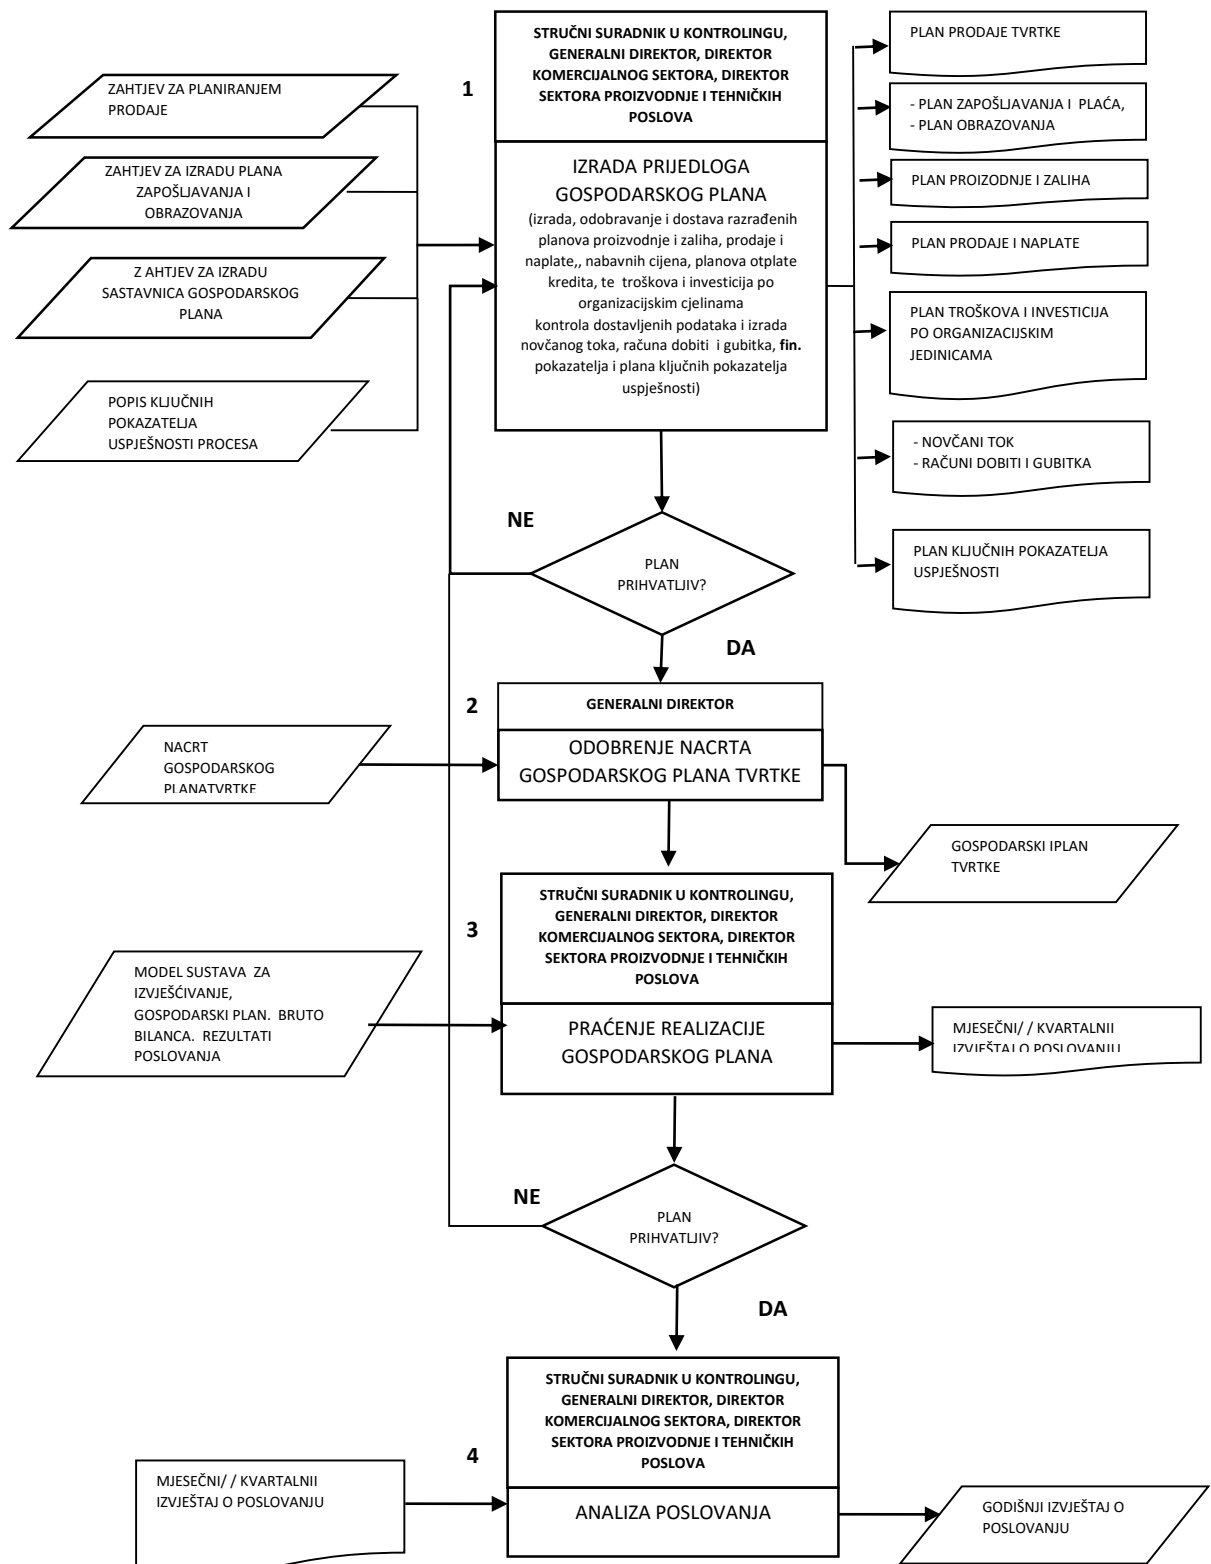 STRUČNI SURADNIK U KONTROLINGU,
GENERALNI DIREKTOR, DIREKTOR
KOMERCIJALNOG SEKTORA, DIREKTOR
SEKTORA PROIZVODNJE I TEHNIČKIH
POSLOVA
1
ZAHTJEV ZA PLANIRANJEM
PRODAJE
ZAHTJEV ZA IZRADU PLANA
ZAPOŠLJAVANJA I
OBRAZOVANJA
Z AHTJEV ZA IZRADU
SASTAVNICA GOSPODARSKOG
PLANA
POPIS KLJUČNIH
POKAZATELJA
USPJEŠNOSTI PROCESA
IZRADA PRIJEDLOGA
GOSPODARSKOG PLANA
(izrada, odobravanje i dostava razrađenih
planova proizvodnje i zaliha, prodaje i
naplate,, nabavnih cijena, planova otplate
kredita, te troškova i investicija po
organizacijskim cjelinama
kontrola dostavljenih podataka i izrada
novčanog toka, računa dobiti i gubitka, fin.
pokazatelja i plana ključnih pokazatelja
uspješnosti)
PLAN PRODAJE TVRTKE
- PLAN ZAPOŠLJAVANJA I PLAĆA,
- PLAN OBRAZOVANJA
PLAN PROIZODNJE I ZALIHA
PLAN PRODAJE I NAPLATE
PLAN TROŠKOVA I INVESTICIJA
PO ORGANIZACIJSKIM
JEDINICAMA
- NOVČANI TOK
- RAČUNI DOBITI I GUBITKA
PLAN KLJUČNIH POKAZATELJA
USPJEŠNOSTI
NE
PLAN
PRIHVATLJIV?
DA
2
GENERALNI DIREKTOR
ODOBRENJE NACRTA
GOSPODARSKOG PLANA TVRTKE
NACRT
GOSPODARSKOG
PLANATVRTKE
GOSPODARSKI IPLAN
TVRTKE
3
STRUČNI SURADNIK U KONTROLINGU,
GENERALNI DIREKTOR, DIREKTOR
KOMERCIJALNOG SEKTORA, DIREKTOR
SEKTORA PROIZVODNJE I TEHNIČKIH
POSLOVA
PRAĆENJE REALIZACIJE
GOSPODARSKOG PLANA
MODEL SUSTAVA ZA
IZVJEŠĆIVANJE,
GOSPODARSKI PLAN. BRUTO
BILANCA. REZULTATI
POSLOVANJA
MJESEČNI/ / KVARTALNII
IZVJEŠTAJ O POSLOVANJU
NE
PLAN
PRIHVATLJIV?
DA
4
STRUČNI SURADNIK U KONTROLINGU,
GENERALNI DIREKTOR, DIREKTOR
KOMERCIJALNOG SEKTORA, DIREKTOR
SEKTORA PROIZVODNJE I TEHNIČKIH
POSLOVA
ANALIZA POSLOVANJA
MJESEČNI/ / KVARTALNII
IZVJEŠTAJ O POSLOVANJU
GODIŠNJI IZVJEŠTAJ O
POSLOVANJU